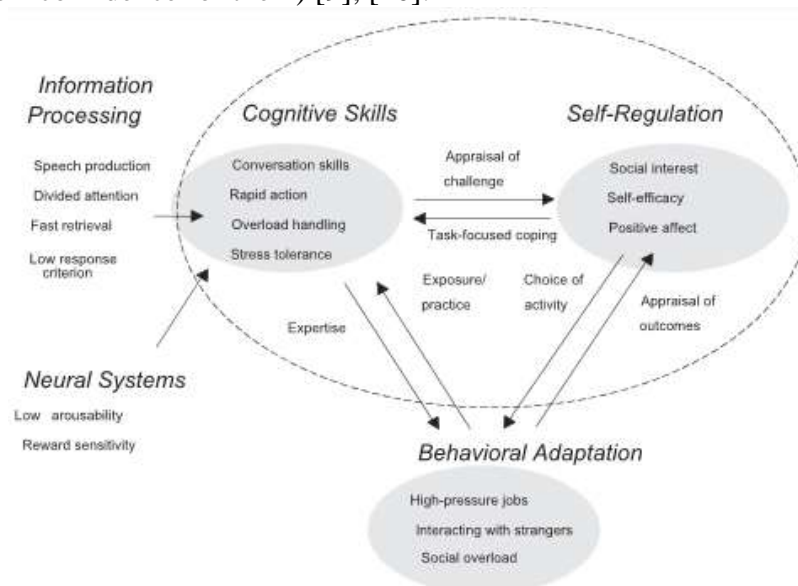 Information
Processing
Cognitive Skills
Self-Regulation
Speech production
Divided attention
Fast retrieval
Low response
criterion
Conversation skills
Rapid action
Overload handling
Stress tolerance
Appraisal of
challenge
Task-focused coping
Social interest
Self-efficacy
Positive affect
Expertise
Exposure/
practice
Choice of
activity
Appraisal of
outcomes
Neural Systems
Low arousability
Reward sensitivity
Behavioral Adaptation
High-pressure jobs
Interacting with strangers
Social overload